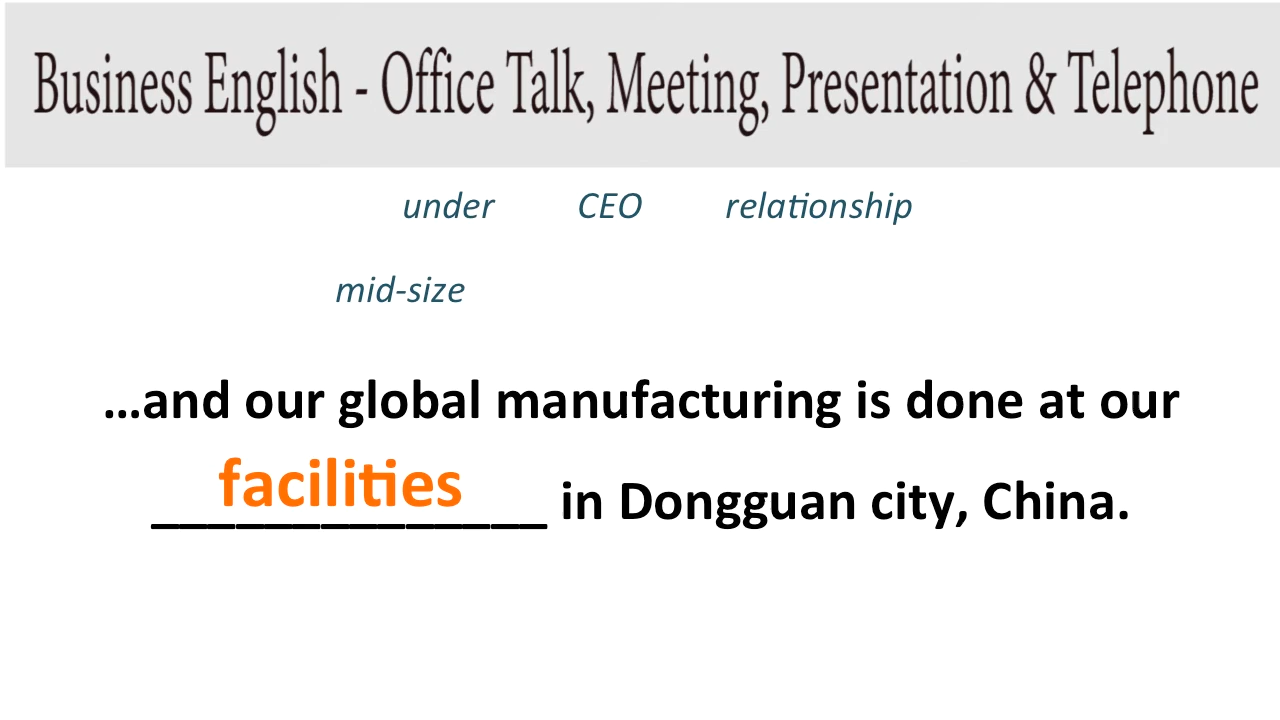 Business English - Office Talk, Meeting, Presentation & Telephone
under CEO relationship
mid-size
...and our global manufacturing is done at our
facilities in Dongguan city, China.